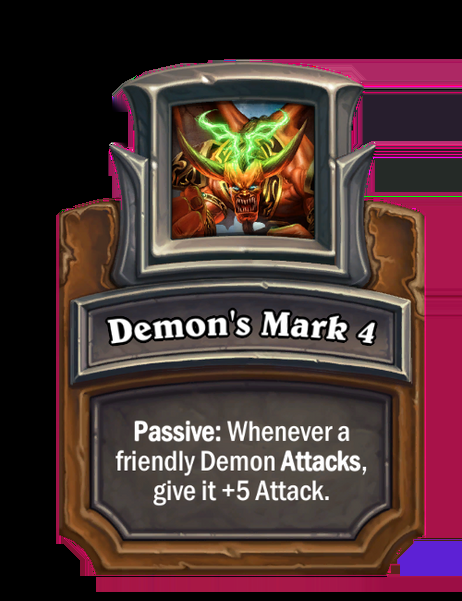 Demon's Mark 4
Passive: Whenever a
friendly Demon Attacks,
give it +5 Attack.